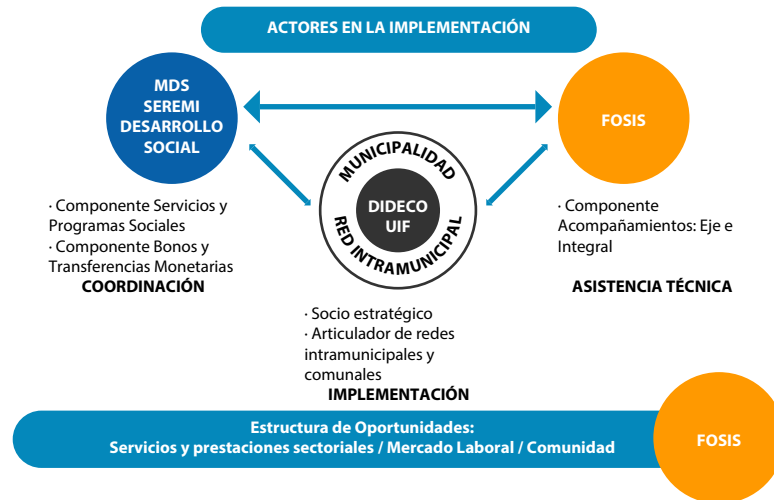 ACTORES EN LA IMPLEMENTACIÓN
MDS
SEREMI
DESARROLLO
SOCIAL
FOSIS
MUNICIPALIDAD
DIDECO
UIF
RED INTRAMUNICIPAL
· Componente Servicios y
Programas Sociales
· Componente Bonos y
Transferencias Monetarias
COORDINACIÓN
· Componente
Acompañamientos: Eje e
Integral
ASISTENCIA TÉCNICA
· Socio estratégico
· Articulador de redes
intramunicipales y
comunales
IMPLEMENTACIÓN
Estructura de Oportunidades:
Servicios y prestaciones sectoriales / Mercado Laboral / Comunidad
FOSIS